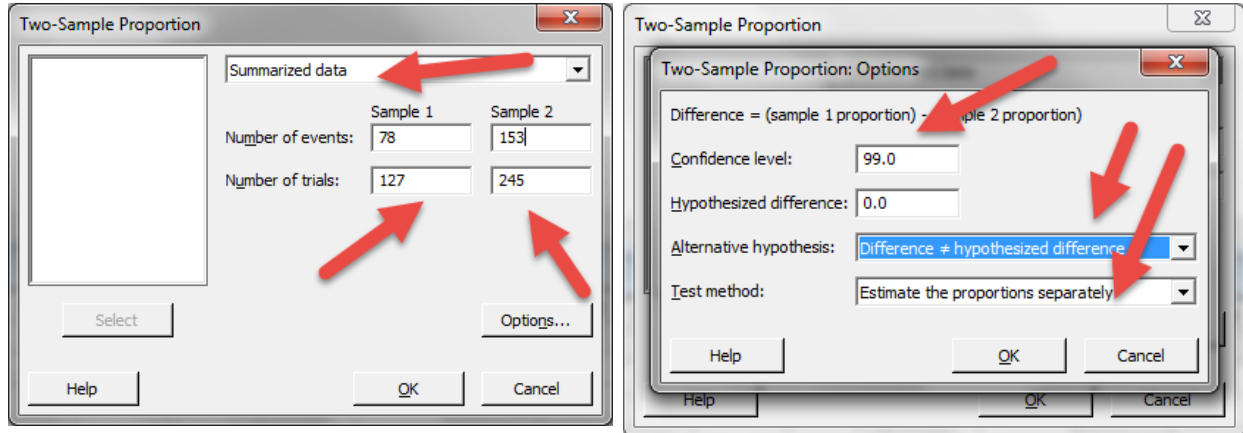 Two-Sample Proportion
Summarized data
Sample 1 Sample 2
Number of events: 78 153
Number of trials: 127 245
Select
Options...
Help OK Cancel
Two-Sample Proportion
Two-Sample Proportion: Options
Difference = (sample 1 proportion) - ple 2 proportion)
Confidence level: 99.0
Hypothesized difference: 0.0
Alternative hypothesis: Difference ≠ hypothesized difference
Test method: Estimate the proportions separately
Help OK Cancel
Help OK Cancel